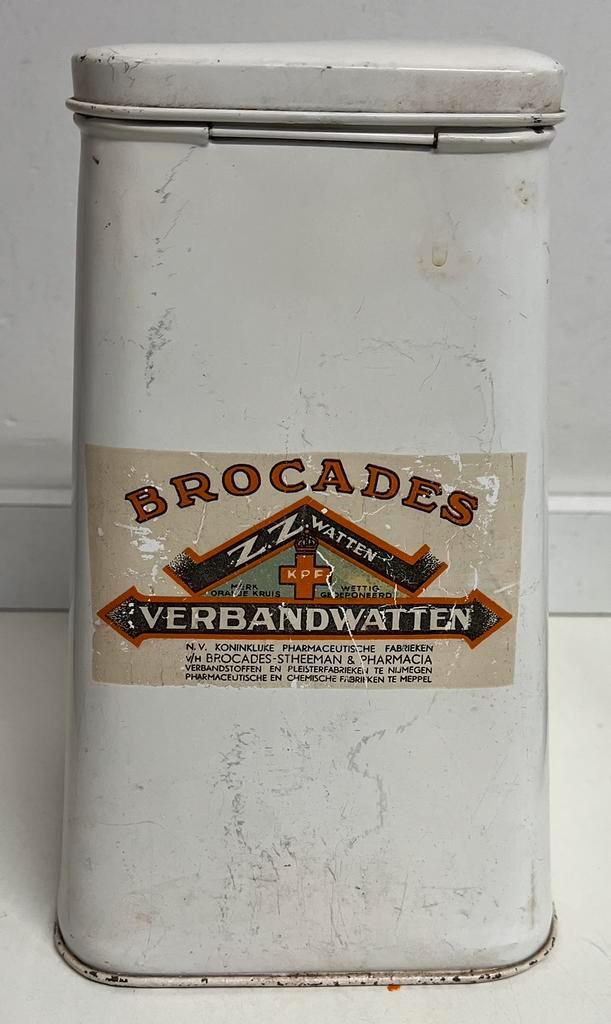 BROCADES
Z.Z. WATTEN
KPF
MERK WETTIG
ORANJE KRUIS GEDEPONEERD
VERBANDWATTEN
N.V. KONINKLIJKE PHARMACEUTISCHE FABRIEKEN
V/H BROCADES-STHEEMAN & PHARMACIA
VERBANDSTOFFEN EN PLEISTERFABRIEKEN TE NIJMEGEN
PHARMACEUTISCHE EN CHEMISCHE FABRIEKEN TE MEPPEL